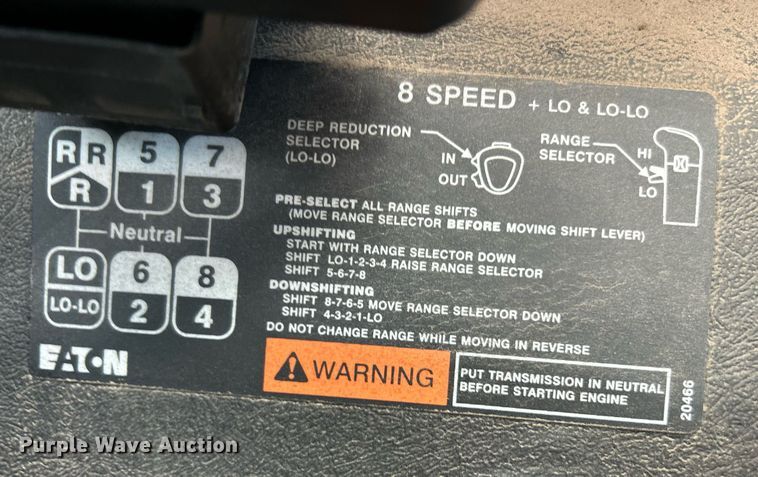 8 SPEED + LO & LO-LO
DEEP REDUCTION
SELECTOR
(LO-LO)
IN
OUT
RANGE
SELECTOR
HI
LO
R R 5 7
R 1 3
Neutral
LO 6 8
LO-LO 2 4
PRE-SELECT ALL RANGE SHIFTS
(MOVE RANGE SELECTOR BEFORE MOVING SHIFT LEVER)
UPSHIFTING
START WITH RANGE SELECTOR DOWN
SHIFT LO-1-2-3-4 RAISE RANGE SELECTOR
SHIFT 5-6-7-8
DOWNSHIFTING
SHIFT 8-7-6-5 MOVE RANGE SELECTOR DOWN
SHIFT 4-3-2-1-LO
DO NOT CHANGE RANGE WHILE MOVING IN REVERSE
EATON
WARNING
PUT TRANSMISSION IN NEUTRAL
BEFORE STARTING ENGINE
20466
Purple Wave Auction